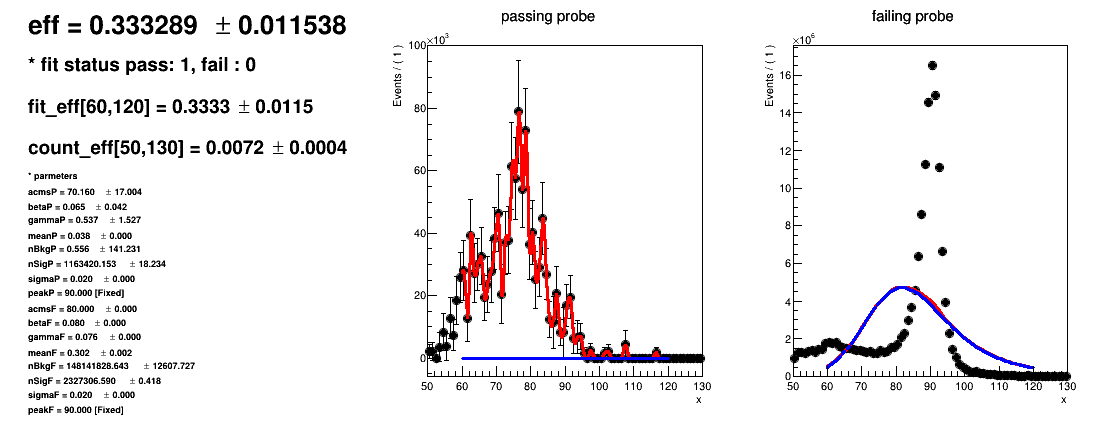 eff = 0.333289 ± 0.011538
* fit status pass: 1, fail : 0
fit_eff[60,120] = 0.3333 ± 0.0115
count_eff[50,130] = 0.0072 ± 0.0004
* parmeters
acmsP = 70.160 ± 17.004
betaP = 0.065 ± 0.042
gammaP = 0.537 ± 1.527
meanP = 0.038 ± 0.000
nBkgP = 0.556 ± 141.231
nSigP = 1163420.153 ± 18.234
sigmaP = 0.020 ± 0.000
peakP = 90.000 [Fixed]
acmsF = 80.000 ± 0.000
betaF = 0.080 ± 0.000
gammaF = 0.076 ± 0.000
meanF = 0.302 ± 0.002
nBkgF = 148141828.643 ± 12607.727
nSigF = 2327306.590 ± 0.418
sigmaF = 0.020 ± 0.000
peakF = 90.000 [Fixed]
passing probe
×10³
Events / ( 1 )
100
80
60
40
20
0
50 60 70 80 90 100 110 120 130
x
failing probe
×10⁶
Events / ( 1 )
16
14
12
10
8
6
4
2
0
50 60 70 80 90 100 110 120 130
x